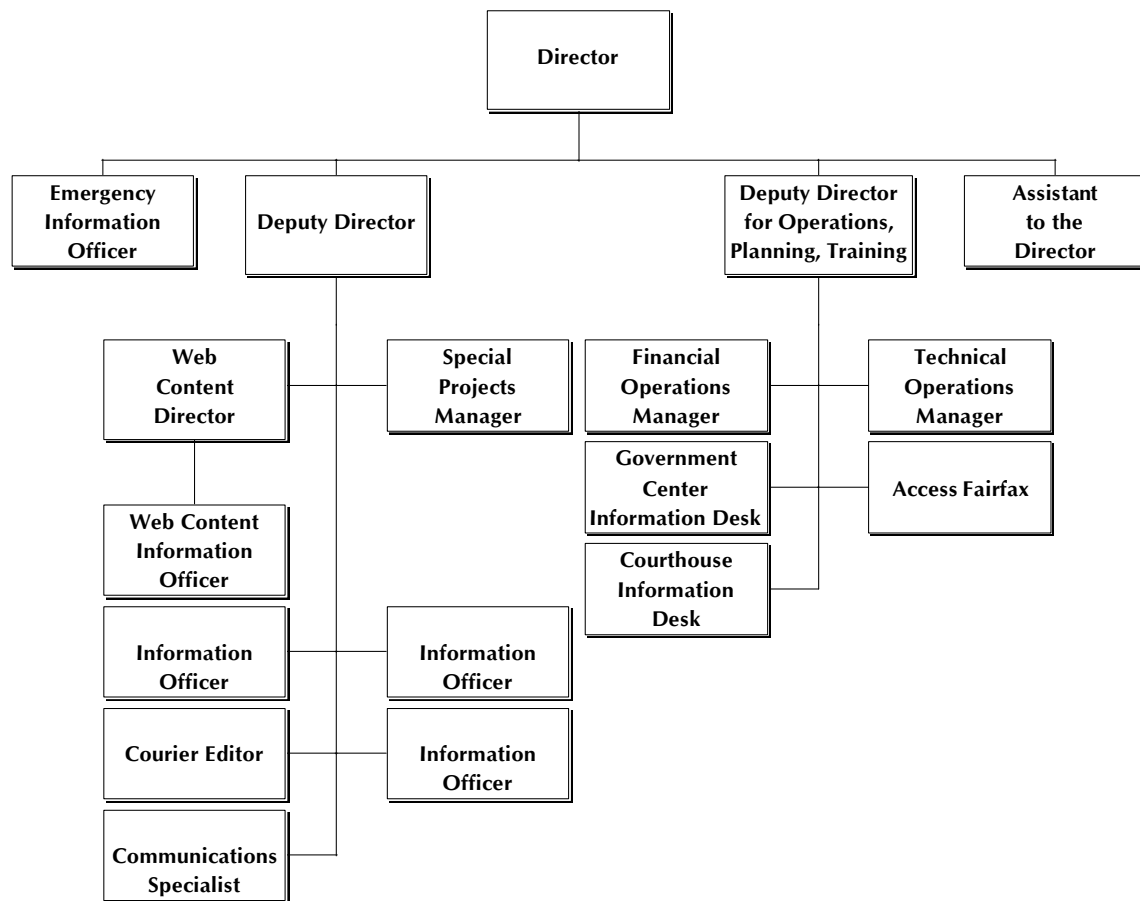 Director
Emergency
Information
Officer
Deputy Director
Deputy Director
for Operations,
Planning, Training
Assistant
to the
Director
Web
Content
Director
Special
Projects
Manager
Financial
Operations
Manager
Technical
Operations
Manager
Government
Center
Information Desk
Access Fairfax
Web Content
Information
Officer
Courthouse
Information
Desk
Information
Officer
Information
Officer
Courier Editor
Information
Officer
Communications
Specialist